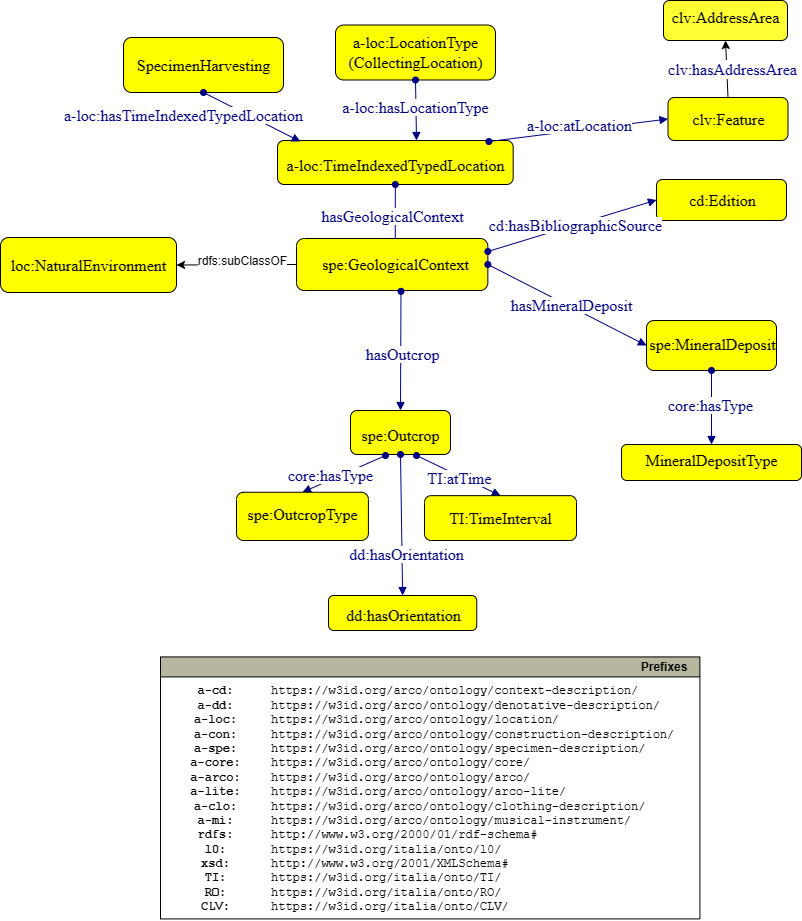 clv:AddressArea
a-loc:LocationType
(CollectingLocation)
SpecimenHarvesting
clv:hasAddressArea
a-loc:hasLocationType
a-loc:hasTimeIndexedTypedLocation
a-loc:atLocation
clv:Feature
a-loc:TimeIndexedTypedLocation
cd:Edition
hasGeologicalContext
cd:hasBibliographicSource
loc:NaturalEnvironment
rdfs:subClassOF
spe:GeologicalContext
hasMineralDeposit
spe:MineralDeposit
hasOutcrop
core:hasType
spe:Outcrop
MineralDepositType
core:hasType
TI:atTime
spe:OutcropType
TI:TimeInterval
dd:hasOrientation
dd:hasOrientation
Prefixes
a-cd: https://w3id.org/arco/ontology/context-description/
a-dd: https://w3id.org/arco/ontology/denotative-description/
a-loc: https://w3id.org/arco/ontology/location/
a-con: https://w3id.org/arco/ontology/construction-description/
a-spe: https://w3id.org/arco/ontology/specimen-description/
a-core: https://w3id.org/arco/ontology/core/
a-arco: https://w3id.org/arco/ontology/arco/
a-lite: https://w3id.org/arco/ontology/arco-lite/
a-clo: https://w3id.org/arco/ontology/clothing-description/
a-mi: https://w3id.org/arco/ontology/musical-instrument/
rdfs: http://www.w3.org/2000/01/rdf-schema#
l0: https://w3id.org/italia/onto/l0/
xsd: http://www.w3.org/2001/XMLSchema#
TI: https://w3id.org/italia/onto/TI/
RO: https://w3id.org/italia/onto/RO/
CLV: https://w3id.org/italia/onto/CLV/